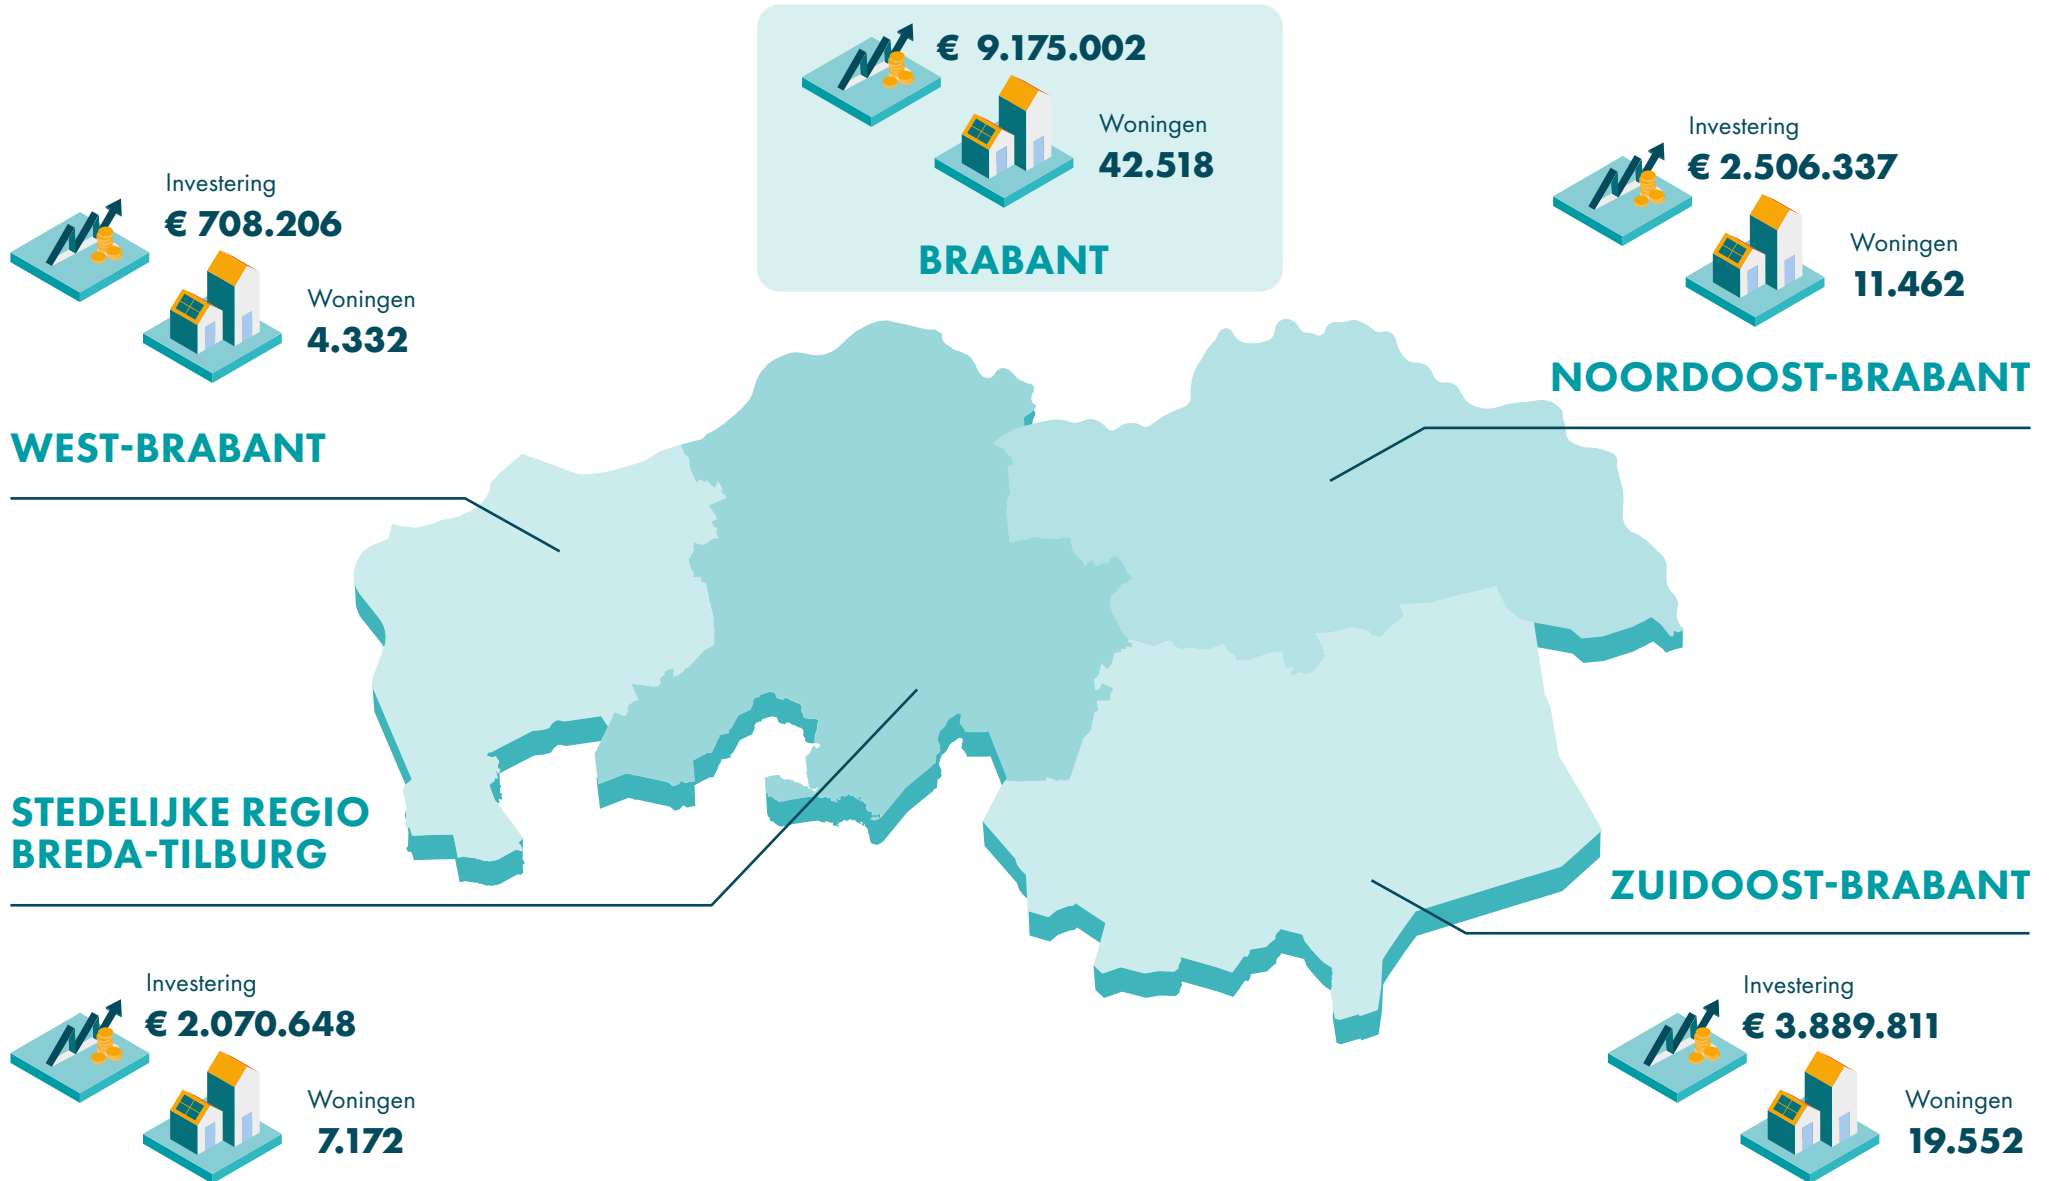 € 9.175.002
Woningen
42.518
BRABANT
Investering
€ 708.206
Woningen
4.332
WEST-BRABANT
Investering
€ 2.506.337
Woningen
11.462
NOORDOOST-BRABANT
STEDELIJKE REGIO
BREDA-TILBURG
Investering
€ 2.070.648
Woningen
7.172
ZUIDOOST-BRABANT
Investering
€ 3.889.811
Woningen
19.552